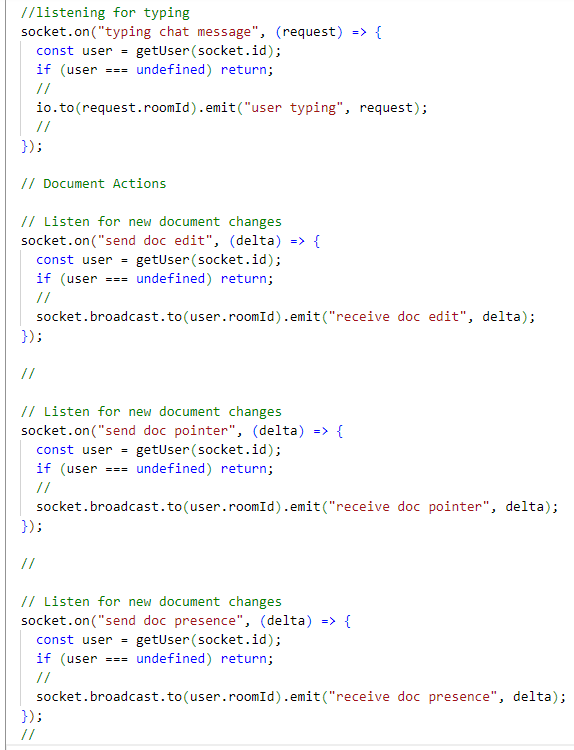 //listening for typing
socket.on("typing chat message", (request) => {
  const user = getUser(socket.id);
  if (user === undefined) return;
  //
  io.to(request.roomId).emit("user typing", request);
  //
});

// Document Actions

// Listen for new document changes
socket.on("send doc edit", (delta) => {
  const user = getUser(socket.id);
  if (user === undefined) return;
  //
  socket.broadcast.to(user.roomId).emit("receive doc edit", delta);
});

//

// Listen for new document changes
socket.on("send doc pointer", (delta) => {
  const user = getUser(socket.id);
  if (user === undefined) return;
  //
  socket.broadcast.to(user.roomId).emit("receive doc pointer", delta);
});

//

// Listen for new document changes
socket.on("send doc presence", (delta) => {
  const user = getUser(socket.id);
  if (user === undefined) return;
  //
  socket.broadcast.to(user.roomId).emit("receive doc presence", delta);
});
//